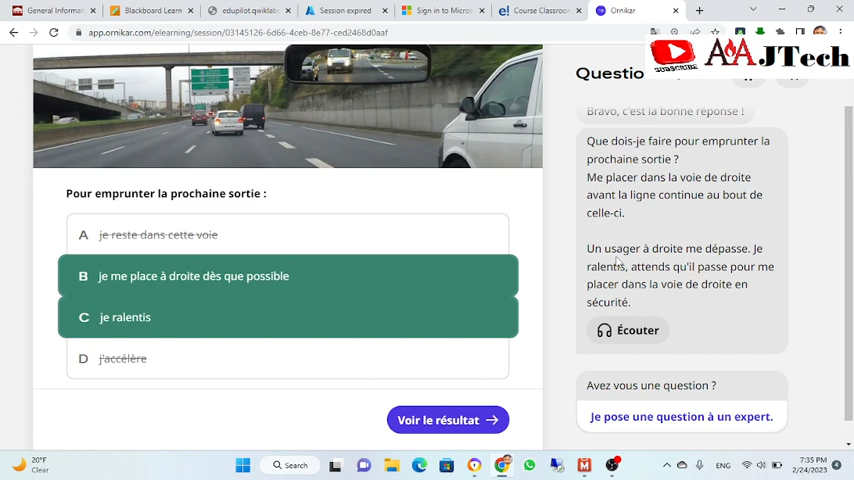 General Informat
Blackboard Learn
edupilot.qwiklabs
Session expired
Sign in to Micros
Course Classroom
Ornikar
app.ornikar.com/elearning/session/03145126-6d66-4ceb-8e77-ced2468d0aaf
SUBSCRIBE
AAJTech
Questio
Bravo, c'est la bonne réponse !
Que dois-je faire pour emprunter la
prochaine sortie ?
Me placer dans la voie de droite
avant la ligne continue au bout de
celle-ci.
Un usager à droite me dépasse. Je
ralentis, attends qu'il passe pour me
placer dans la voie de droite en
sécurité.
Écouter
Avez vous une question ?
Je pose une question à un expert.
Pour emprunter la prochaine sortie :
A je reste dans cette voie
B je me place à droite dès que possible
C je ralentis
D j'accélère
Voir le résultat
20°F
Clear
Search
ENG
7:35 PM
2/24/2023
4